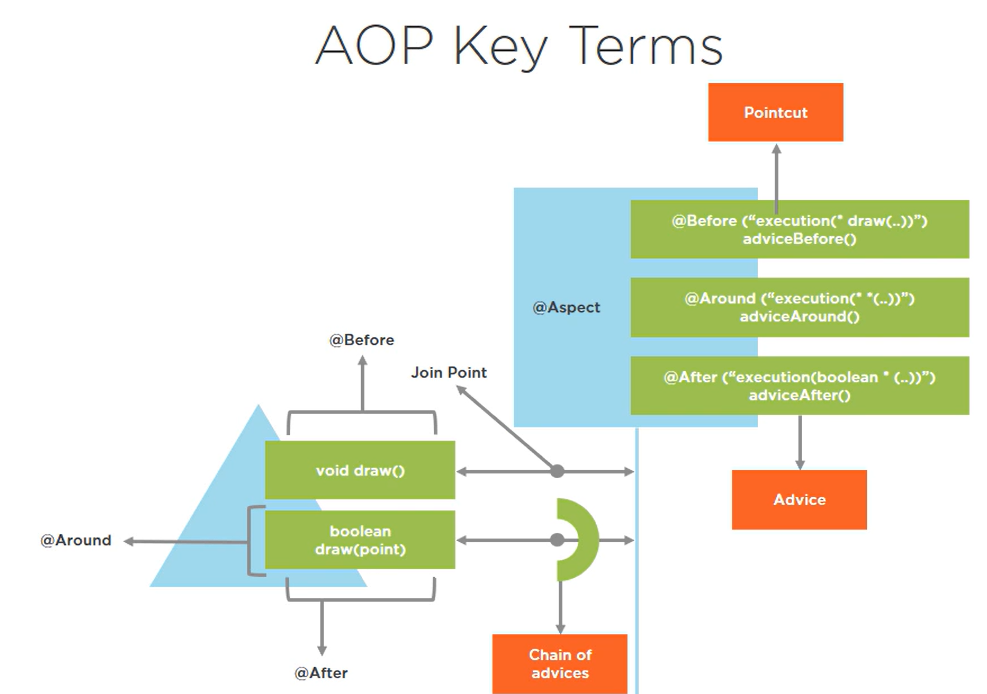 AOP Key Terms
Pointcut
@Before (“execution(* draw(..))”)
adviceBefore()
@Aspect
@Around (“execution(* *(..))”)
adviceAround()
@After (“execution(boolean * (..))”)
adviceAfter()
@Before
Join Point
void draw()
Advice
@Around
boolean
draw(point)
@After
Chain of
advices